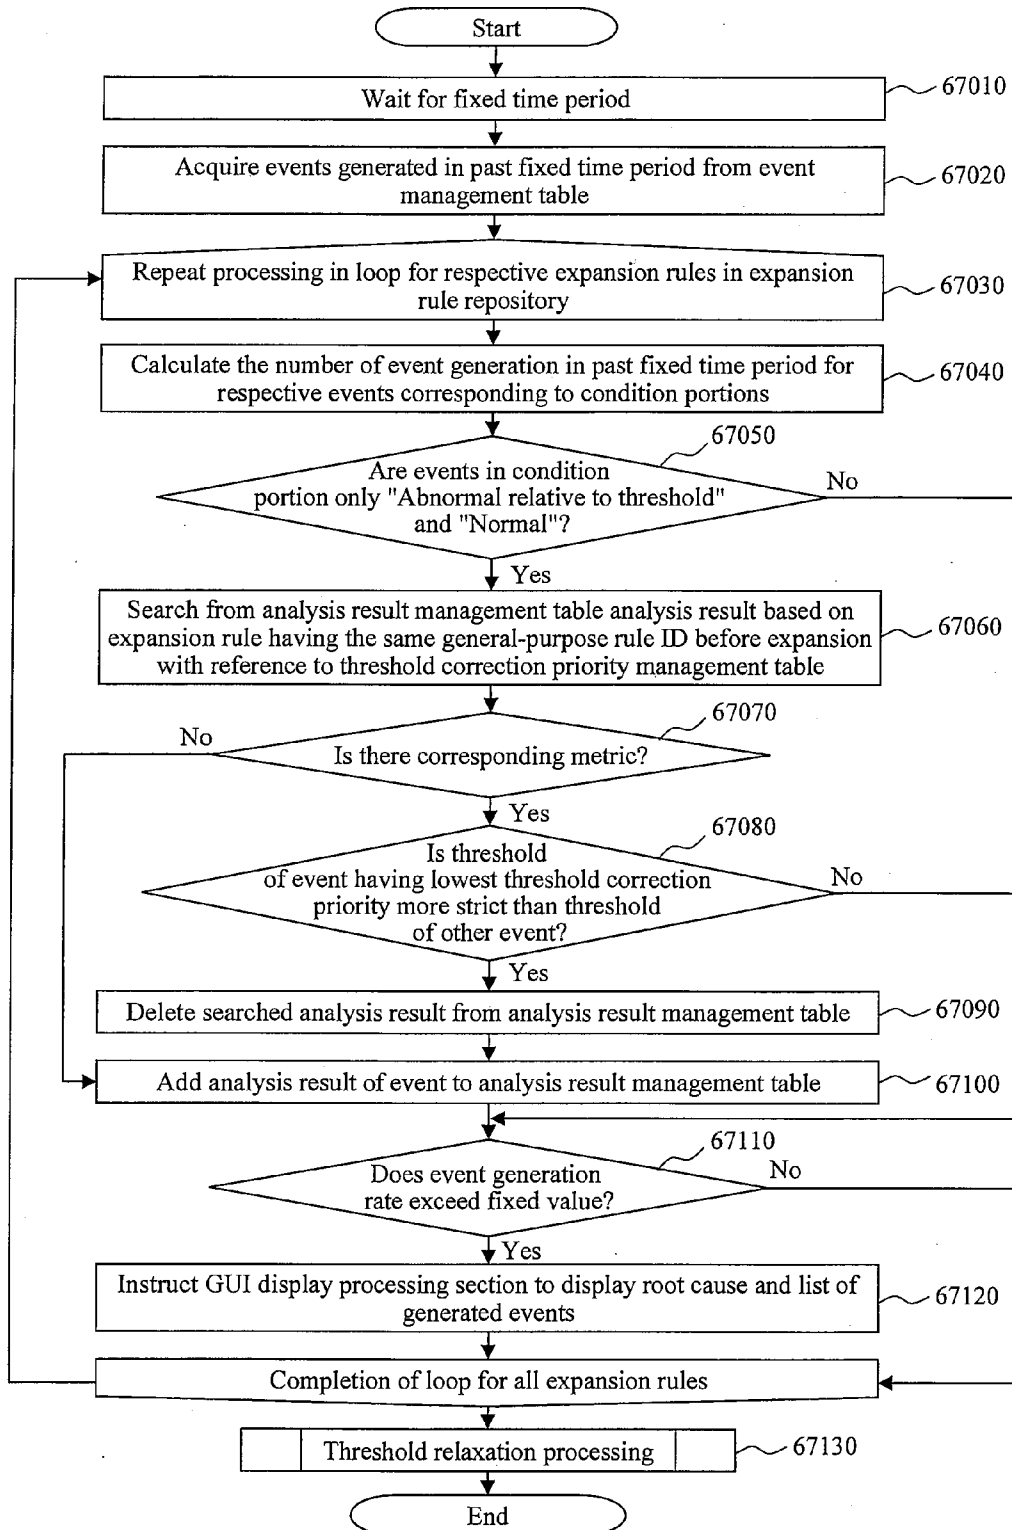 Start
Wait for fixed time period
67010
Acquire events generated in past fixed time period from event
management table
67020
Repeat processing in loop for respective expansion rules in expansion
rule repository
67030
Calculate the number of event generation in past fixed time period for
respective events corresponding to condition portions
67040
67050
Are events in condition
portion only "Abnormal relative to threshold"
and "Normal"?
No
Yes
Search from analysis result management table analysis result based on
expansion rule having the same general-purpose rule ID before expansion
with reference to threshold correction priority management table
67060
67070
No
Is there corresponding metric?
Yes
67080
Is threshold
of event having lowest threshold correction
priority more strict than threshold
of other event?
No
Yes
Delete searched analysis result from analysis result management table
67090
Add analysis result of event to analysis result management table
67100
67110
Does event generation
rate exceed fixed value?
No
Yes
Instruct GUI display processing section to display root cause and list of
generated events
67120
Completion of loop for all expansion rules
Threshold relaxation processing
67130
End